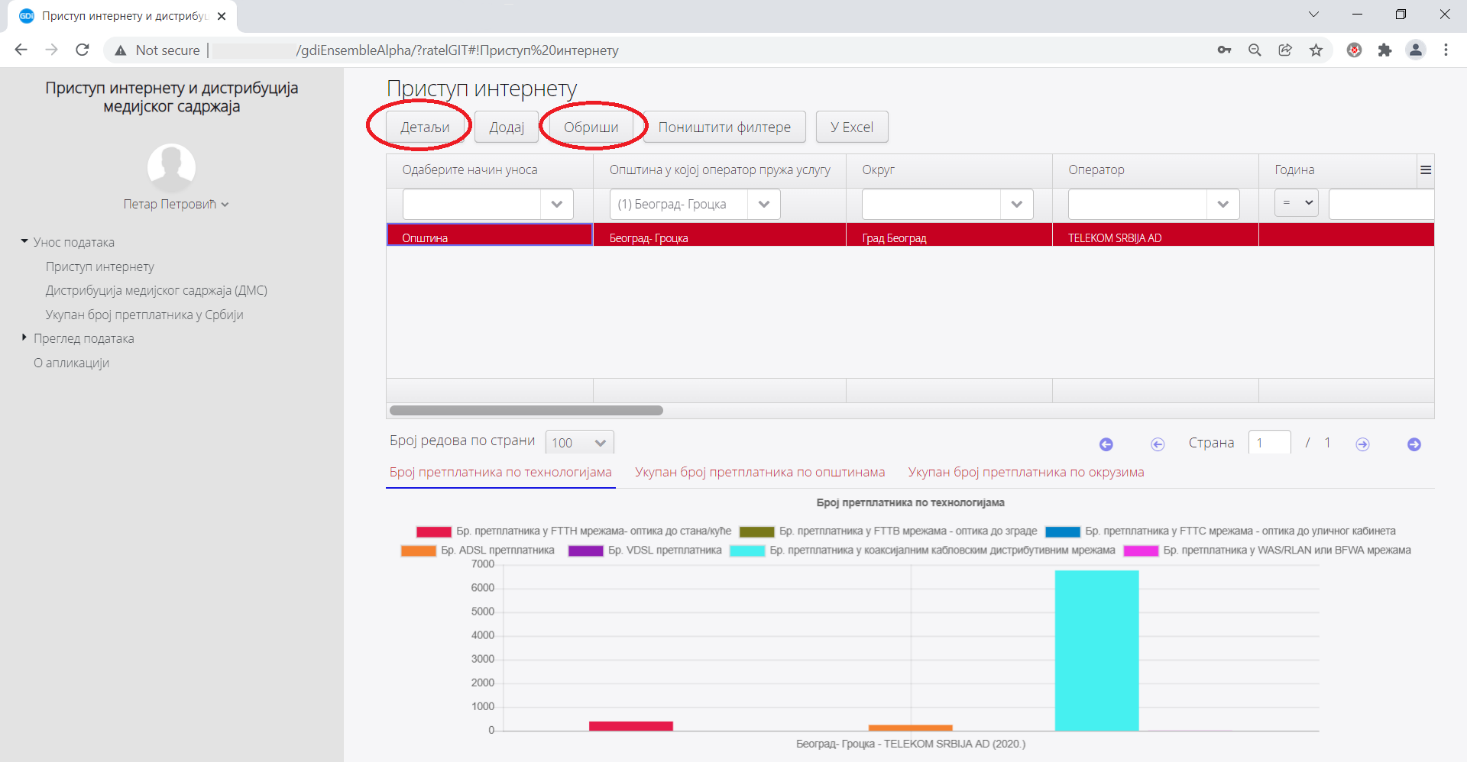 GDi Приступ интернету и дистрибу
Not secure | /gdiEnsembleAlpha/?ratelGIT#!Приступ%20интернету
Приступ интернету и дистрибуција
медијског садржаја
Петар Петровић
Унос података
Приступ интернету
Дистрибуција медијског садржаја (ДМС)
Укупан број претплатника у Србији
Преглед података
О апликацији
Приступ интернету
Детаљи Додај Обриши Поништити филтере У Excel
Одаберите начин уноса Општина у којој оператор пружа услугу Округ Оператор Година
(1) Београд- Гроцка =
Општина Београд- Гроцка Град Београд TELEKOM SRBIJA AD
Број редова по страни 100 Страна 1 / 1
Број претплатника по технологијама Укупан број претплатника по општинама Укупан број претплатника по окрузима
Број претплатника по технологијама
Бр. претплатника у FTTH мрежама- оптика до стана/куће Бр. претплатника у FTTB мрежама - оптика до зграде Бр. претплатника у FTTC мрежама - оптика до уличног кабинета
Бр. ADSL претплатника Бр. VDSL претплатника Бр. претплатника у коаксијалним кабловским дистрибутивним мрежама Бр. претплатника у WAS/RLAN или BFWA мрежама
7000
6000
5000
4000
3000
2000
1000
0
Београд- Гроцка - TELEKOM SRBIJA AD (2020.)